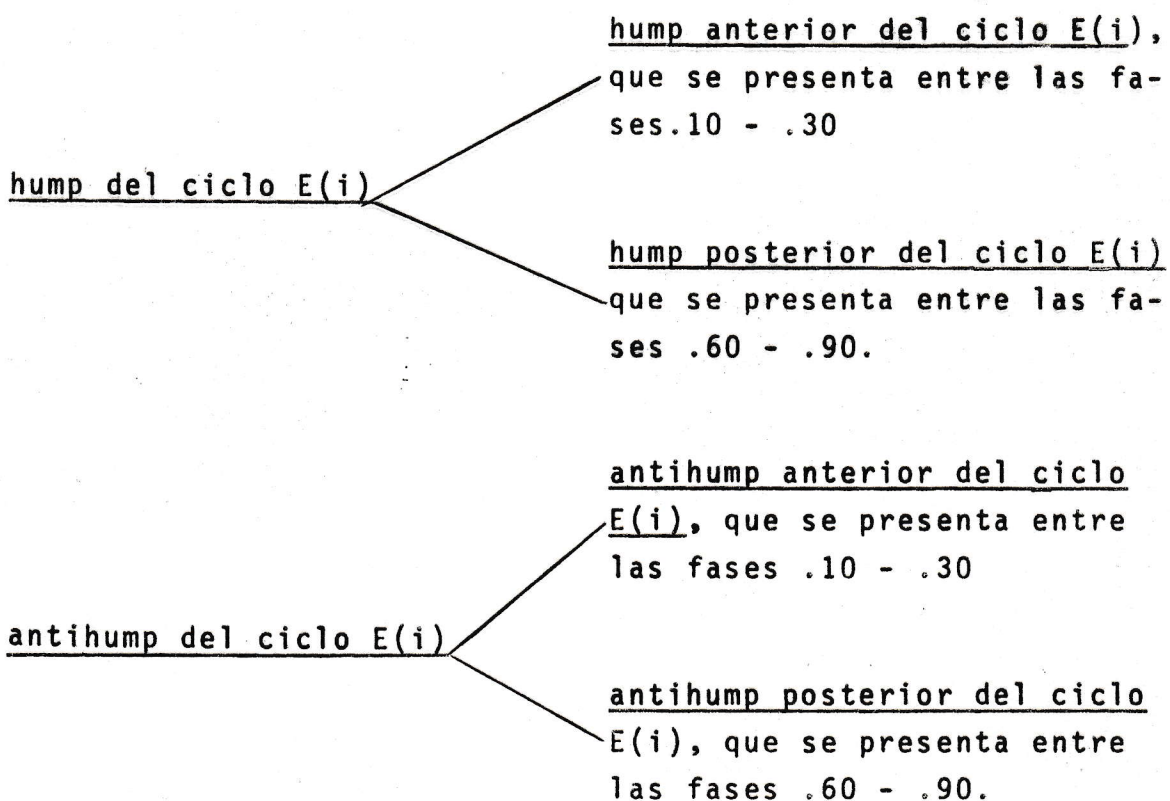 hump anterior del ciclo E(i),
que se presenta entre las fa-
ses.10 - .30
hump del ciclo E(i)
hump posterior del ciclo E(i)
que se presenta entre las fa-
ses .60 - .90.
antihump anterior del ciclo
E(i), que se presenta entre
las fases .10 - .30
antihump del ciclo E(i)
antihump posterior del ciclo
E(i), que se presenta entre
las fases .60 - .90.